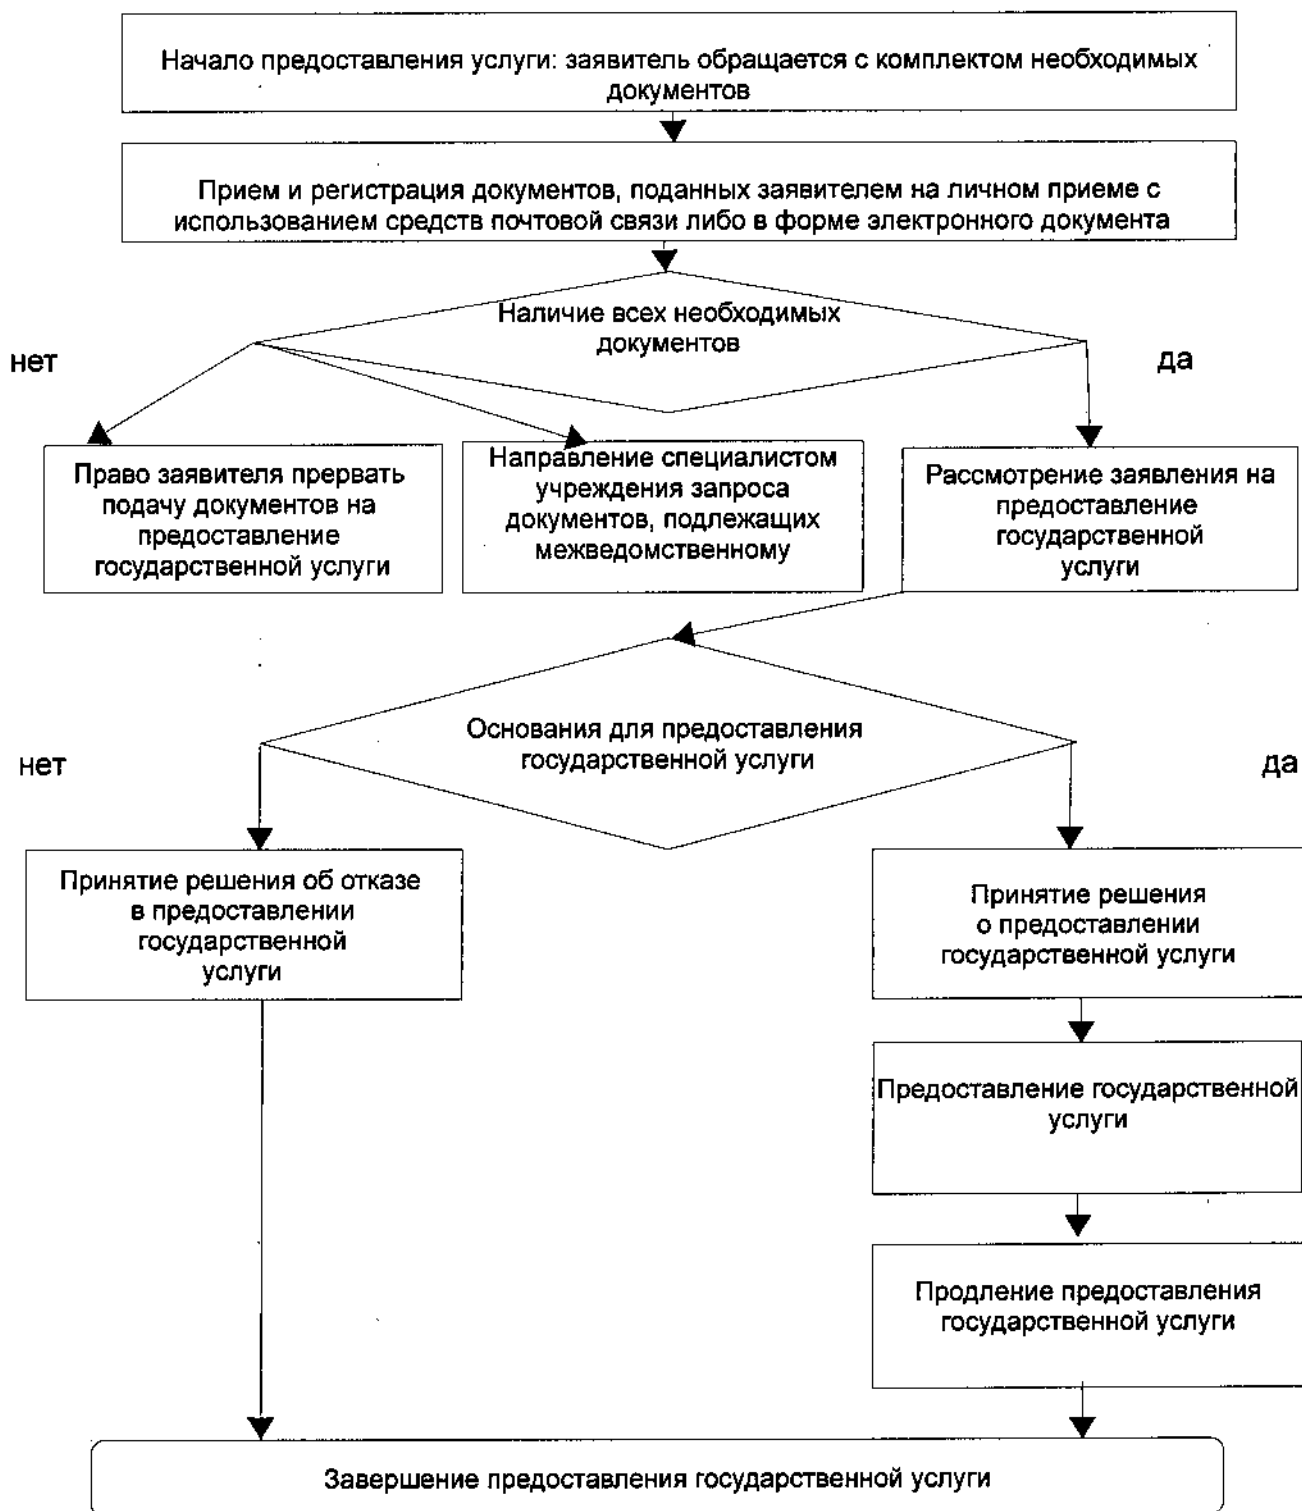 Начало предоставления услуги: заявитель обращается с комплектом необходимых
документов
Прием и регистрация документов, поданных заявителем на личном приеме с
использованием средств почтовой связи либо в форме электронного документа
Наличие всех необходимых
документов
нет
да
Право заявителя прервать
подачу документов на
предоставление
государственной услуги
Направление специалистом
учреждения запроса
документов, подлежащих
межведомственному
Рассмотрение заявления на
предоставление
государственной
услуги
Основания для предоставления
государственной услуги
нет
да
Принятие решения об отказе
в предоставлении
государственной
услуги
Принятие решения
о предоставлении
государственной услуги
Предоставление государственной
услуги
Продление предоставления
государственной услуги
Завершение предоставления государственной услуги